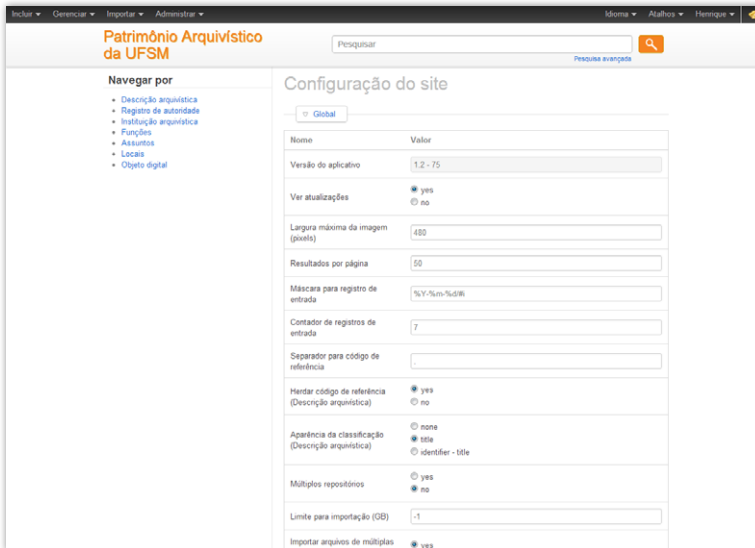 Incluir Gerenciar Importar Administrar Idioma Atalhos Henrique
Patrimônio Arquivístico
da UFSM
Pesquisar
Pesquisa avançada
Navegar por
Descrição arquivística
Registro de autoridade
Instituição arquivística
Funções
Assuntos
Locais
Objeto digital
Configuração do site
Global
Nome Valor
Versão do aplicativo 1.2 - 75
Ver atualizações
yes
no
Largura máxima da imagem
(pixels)
480
Resultados por página 50
Máscara para registro de
entrada
%Y-%m-%d/#i
Contador de registros de
entrada
7
Separador para código de
referência
.
Herdar código de referência
(Descrição arquivística)
yes
no
Aparência da classificação
(Descrição arquivística)
none
title
identifier - title
Múltiplos repositórios
yes
no
Limite para importação (GB) -1
Importar arquivos de múltiplas
yes